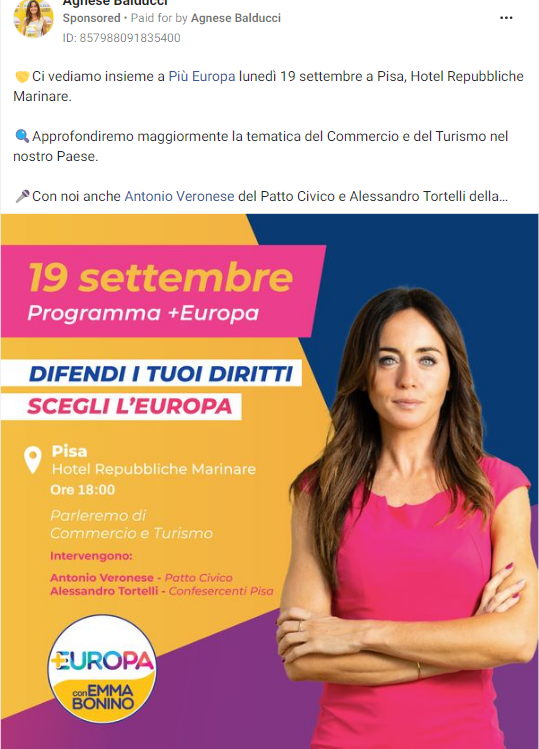 Agnese Balducci
Sponsored • Paid for by Agnese Balducci
ID: 857988091835400
🤝Ci vediamo insieme a Più Europa lunedì 19 settembre a Pisa, Hotel Repubbliche
Marinare.
🔍Approfondiremo maggiormente la tematica del Commercio e del Turismo nel
nostro Paese.
🎤Con noi anche Antonio Veronese del Patto Civico e Alessandro Tortelli della...
19 settembre
Programma +Europa
DIFENDI I TUOI DIRITTI
SCEGLI L'EUROPA
Pisa
Hotel Repubbliche Marinare
Ore 18:00
Parleremo di
Commercio e Turismo
Intervengono:
Antonio Veronese - Patto Civico
Alessandro Tortelli - Confesercenti Pisa
+EUROPA
con EMMA
BONINO